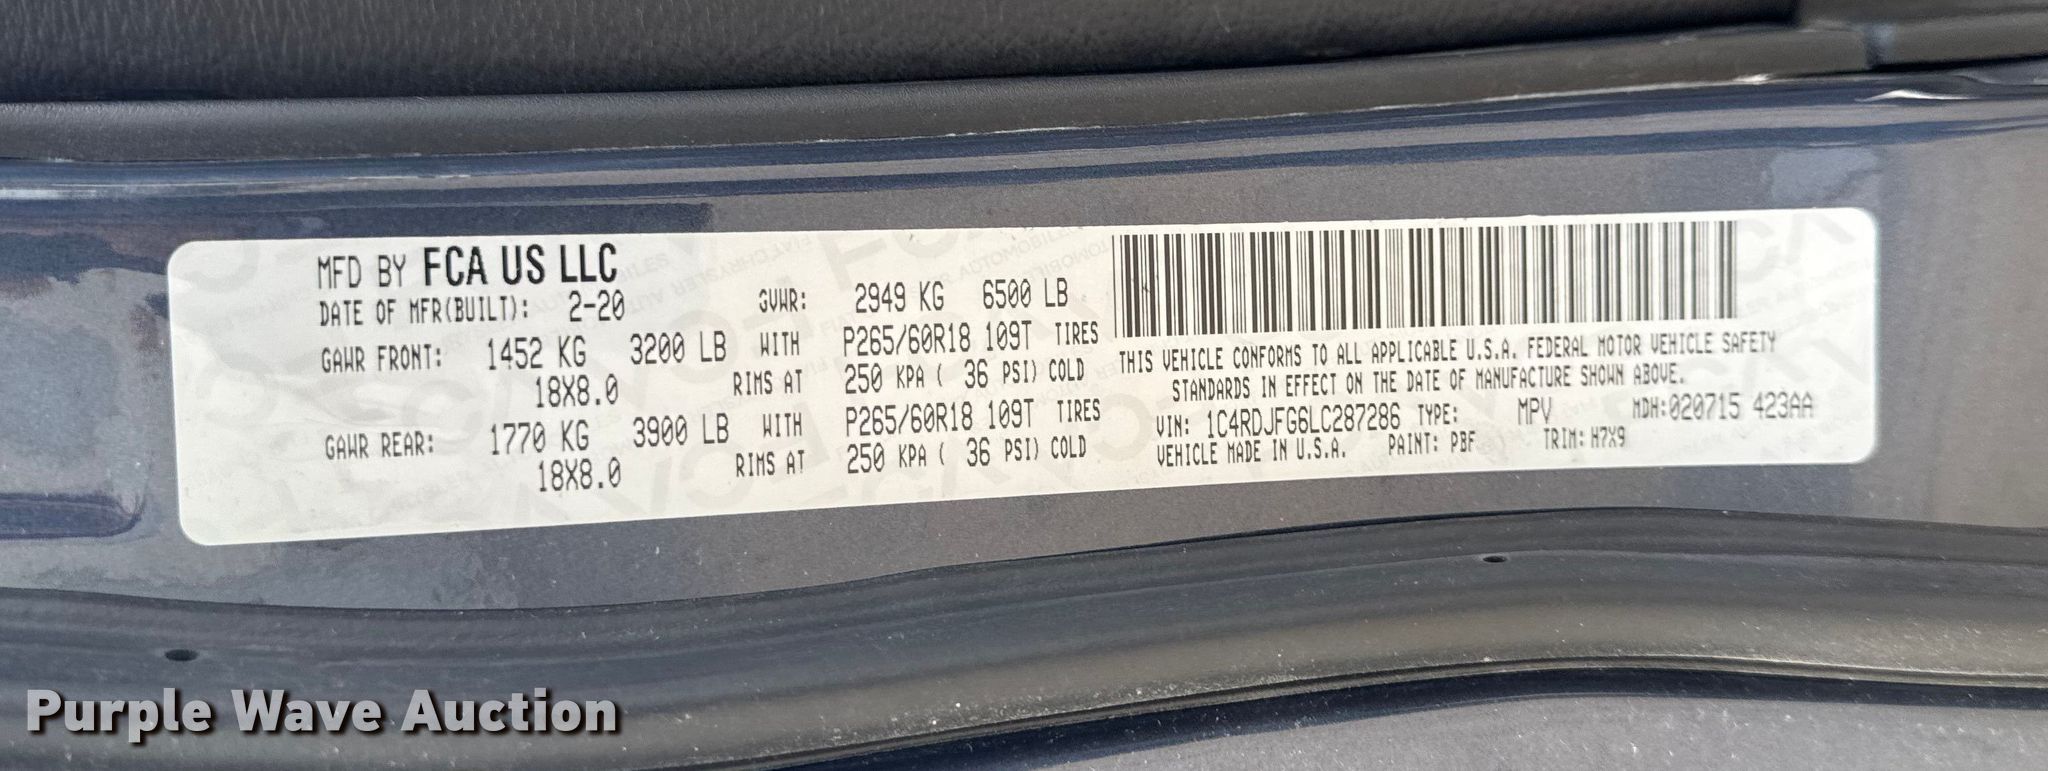 MFD BY FCA US LLC
DATE OF MFR(BUILT): 2-20 GVWR: 2949 KG 6500 LB
GAWR FRONT: 1452 KG 3200 LB WITH P265/60R18 109T TIRES
18X8.0 RIMS AT 250 KPA ( 36 PSI) COLD
GAWR REAR: 1770 KG 3900 LB WITH P265/60R18 109T TIRES
18X8.0 RIMS AT 250 KPA ( 36 PSI) COLD
THIS VEHICLE CONFORMS TO ALL APPLICABLE U.S.A. FEDERAL MOTOR VEHICLE SAFETY
STANDARDS IN EFFECT ON THE DATE OF MANUFACTURE SHOWN ABOVE.
VIN: 1C4RDJFG6LC287286 TYPE: MPV MDH:020715 423AA
VEHICLE MADE IN U.S.A. PAINT: PBF TRIM: H7X9
Purple Wave Auction